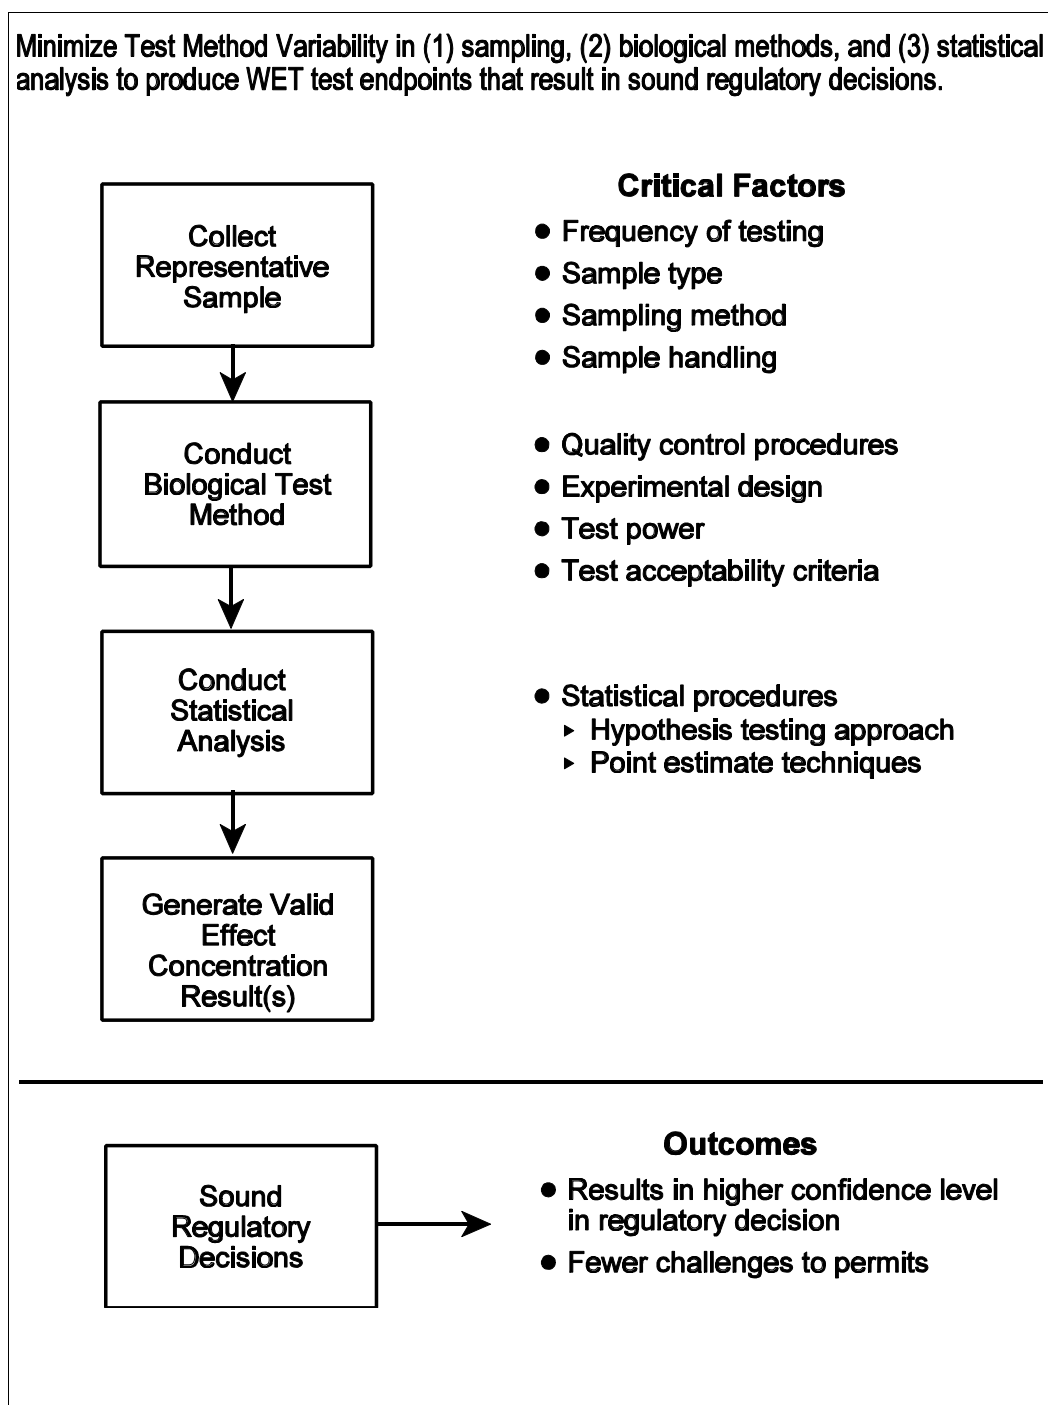 Minimize Test Method Variability in (1) sampling, (2) biological methods, and (3) statistical
analysis to produce WET test endpoints that result in sound regulatory decisions.
Collect
Representative
Sample
Critical Factors
● Frequency of testing
● Sample type
● Sampling method
● Sample handling
Conduct
Biological Test
Method
● Quality control procedures
● Experimental design
● Test power
● Test acceptability criteria
Conduct
Statistical
Analysis
● Statistical procedures
▸ Hypothesis testing approach
▸ Point estimate techniques
Generate Valid
Effect
Concentration
Result(s)
Sound
Regulatory
Decisions
Outcomes
● Results in higher confidence level
in regulatory decision
● Fewer challenges to permits